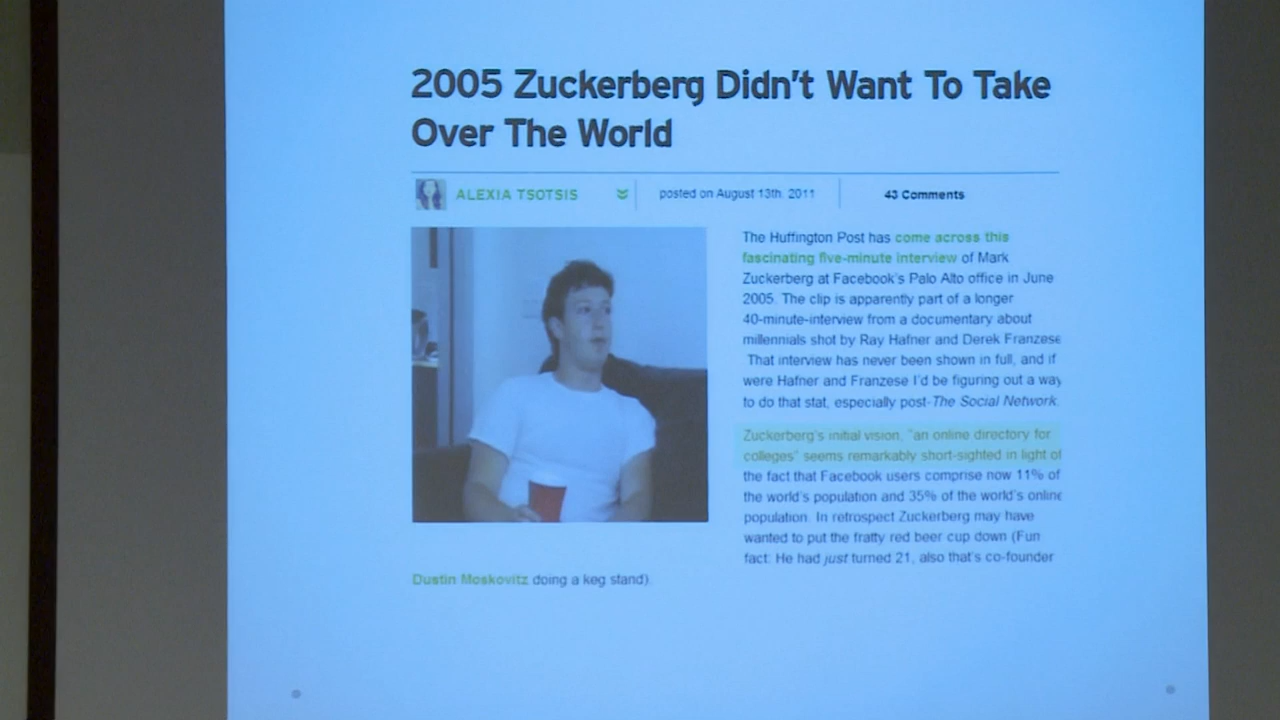 2005 Zuckerberg Didn't Want To Take
Over The World
ALEXIA TSOTSIS
posted on August 13th, 2011
43 Comments
The Huffington Post has come across this
fascinating five-minute interview of Mark
Zuckerberg at Facebook's Palo Alto office in June
2005. The clip is apparently part of a longer
40-minute-interview from a documentary about
millennials shot by Ray Hafner and Derek Franzese
That interview has never been shown in full, and if
were Hafner and Franzese I'd be figuring out a way
to do that stat, especially post-The Social Network.
Zuckerberg's initial vision, "an online directory for
colleges" seems remarkably short-sighted in light of
the fact that Facebook users comprise now 11% of
the world's population and 35% of the world's online
population. In retrospect Zuckerberg may have
wanted to put the fratty red beer cup down (Fun
fact: He had just turned 21, also that's co-founder
Dustin Moskovitz doing a keg stand).